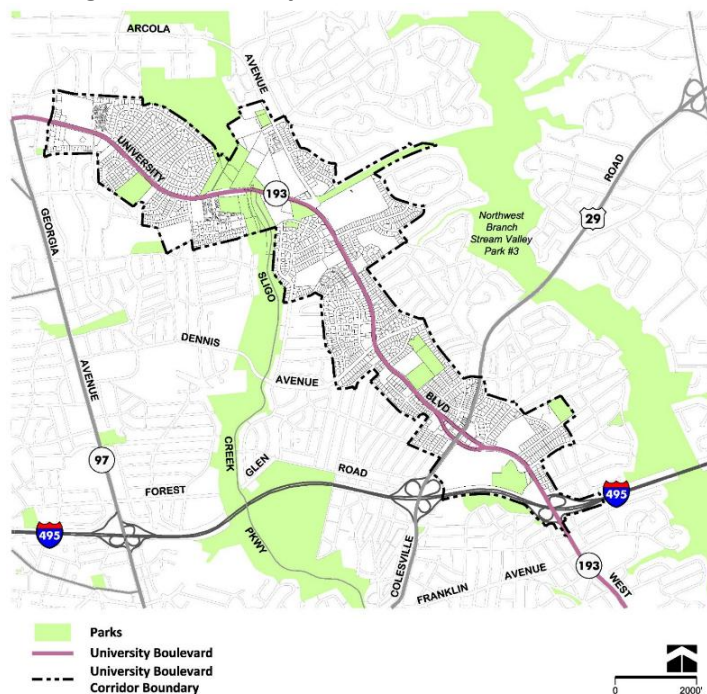 ARCOLA
AVENUE
UNIVERSITY
193
ROAD
29
Northwest
Branch
Stream Valley
Park #3
GEORGIA
SLIGO
DENNIS
AVENUE
AVENUE
BLVD
CREEK
GLEN
ROAD
97
FOREST
495
495
PKWY
COLESVILLE
FRANKLIN
AVENUE
193
WEST
Parks
University Boulevard
University Boulevard
Corridor Boundary
0
2000'